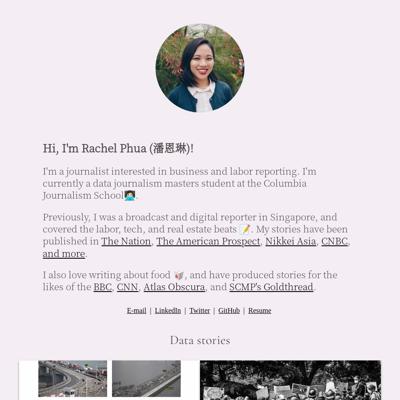 Hi, I'm Rachel Phua (潘恩琳)!
I'm a journalist interested in business and labor reporting. I'm
currently a data journalism masters student at the Columbia
Journalism School👩🏻‍💻.
Previously, I was a broadcast and digital reporter in Singapore, and
covered the labor, tech, and real estate beats 📝. My stories have been
published in The Nation, The American Prospect, Nikkei Asia, CNBC,
and more.
I also love writing about food 🥡, and have produced stories for the
likes of the BBC, CNN, Atlas Obscura, and SCMP's Goldthread.
E-mail | LinkedIn | Twitter | GitHub | Resume
Data stories